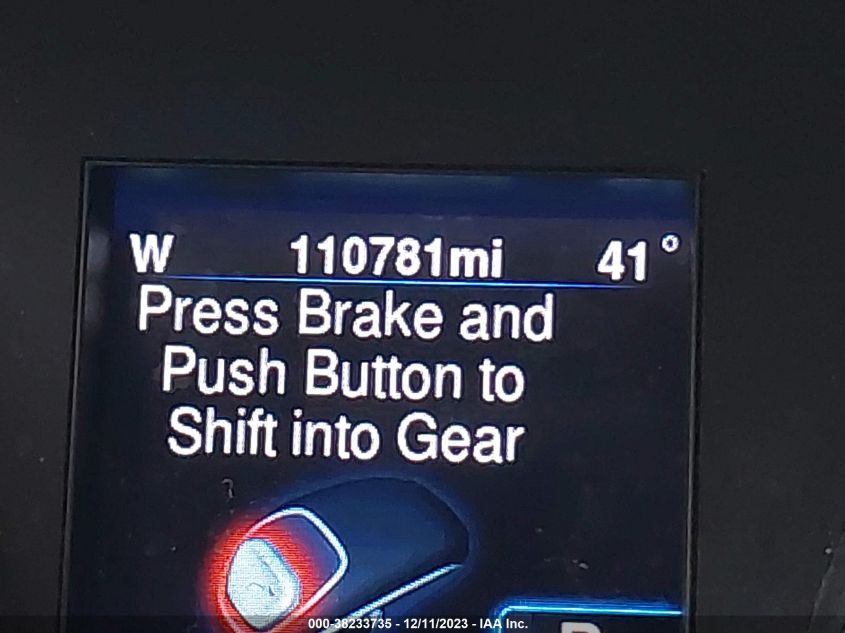 W 110781mi 41°
Press Brake and
Push Button to
Shift into Gear
000-38233735 - 12/11/2023 - IAA Inc.